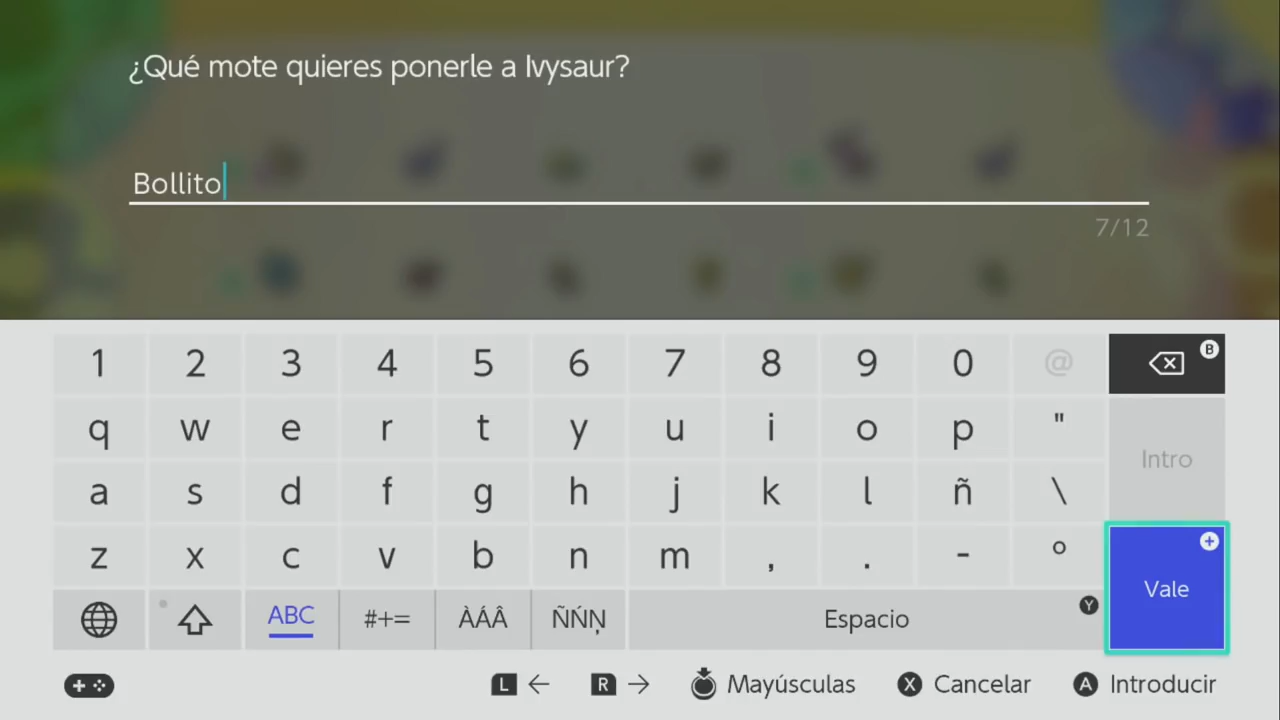 ¿Qué mote quieres ponerle a Ivysaur?
Bollito
7/12
1 2 3 4 5 6 7 8 9 0 @ B
q w e r t y u i o p "
Intro
a s d f g h j k l ñ \
z x c v b n m , . - º
+
Vale
ABC #+= ÀÁÂ ÑŃŅ Espacio Y
L ← R → Mayúsculas X Cancelar A Introducir